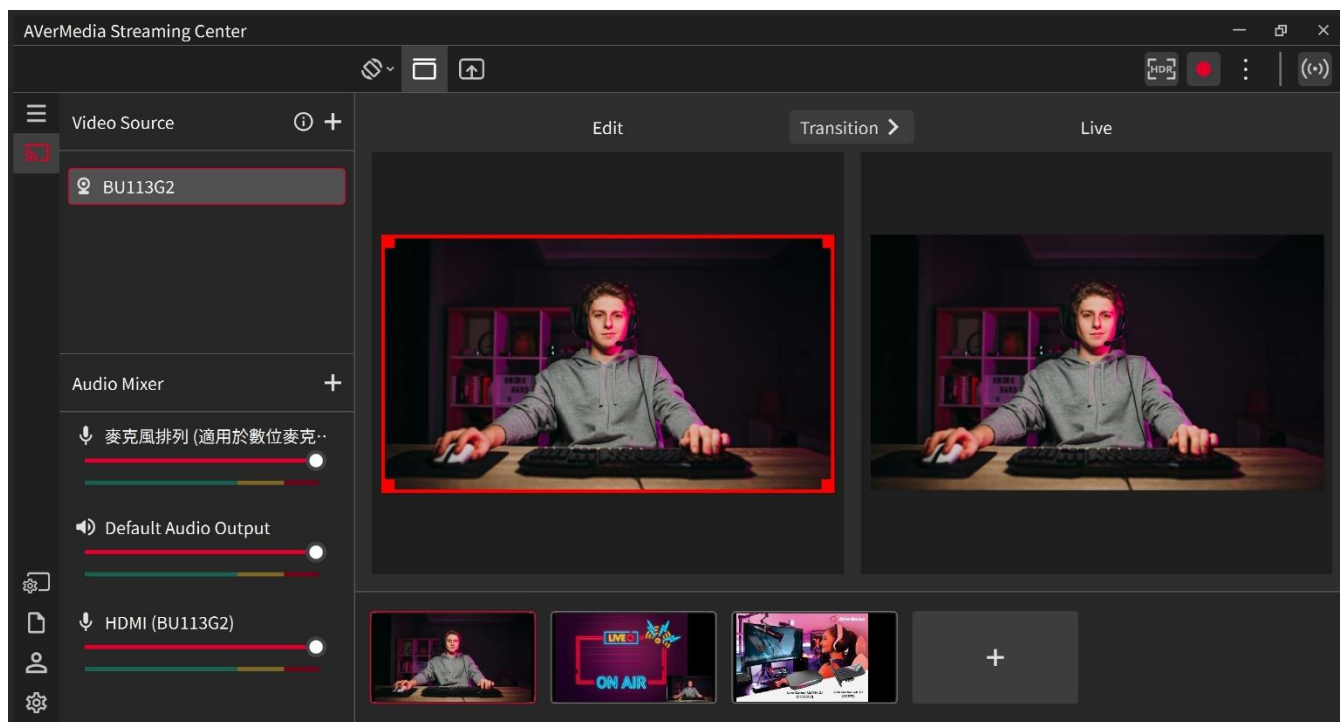 AVerMedia Streaming Center
HDR
Video Source
Edit
Transition
Live
BU113G2
Audio Mixer
麥克風排列 (適用於數位麥克··
Default Audio Output
HDMI (BU113G2)
LIVE
ON AIR